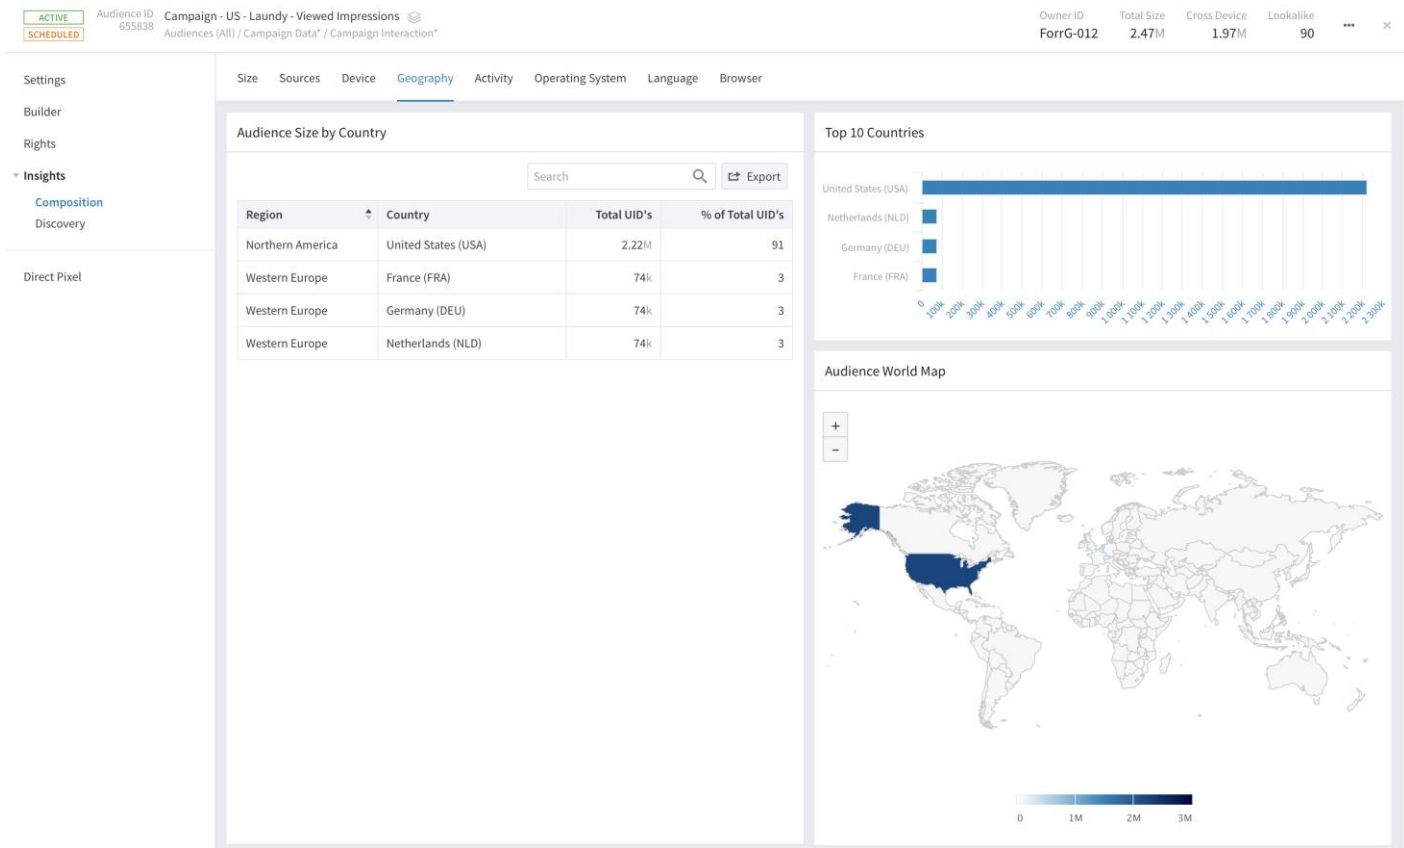 ACTIVE
SCHEDULED
Audience ID
655838
Campaign - US - Laundy - Viewed Impressions
Audiences (All) / Campaign Data* / Campaign Interaction*
Owner ID
ForrG-012
Total Size
2.47M
Cross Device
1.97M
Lookalike
90
Settings
Builder
Rights
Insights
Composition
Discovery
Direct Pixel
Size Sources Device Geography Activity Operating System Language Browser
Audience Size by Country
Search
Export
Region Country Total UID's % of Total UID's
Northern America United States (USA) 2.22M 91
Western Europe France (FRA) 74k 3
Western Europe Germany (DEU) 74k 3
Western Europe Netherlands (NLD) 74k 3
Top 10 Countries
United States (USA)
Netherlands (NLD)
Germany (DEU)
France (FRA)
0 100k 200k 300k 400k 500k 600k 700k 800k 900k 1 000k 1 100k 1 200k 1 300k 1 400k 1 500k 1 600k 1 700k 1 800k 1 900k 2 000k 2 100k 2 200k 2 300k
Audience World Map
+
-
0 1M 2M 3M